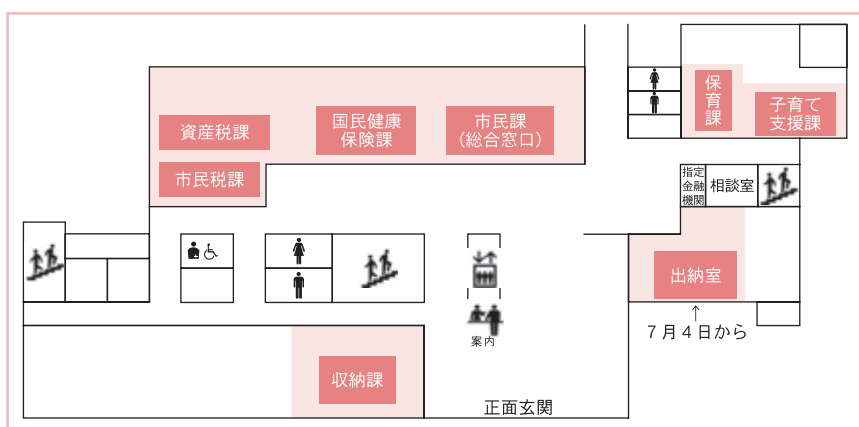 保育課
子育て
支援課
資産税課
国民健康
保険課
市民課
(総合窓口)
市民税課
指定
金融
機関
相談室
出納室
↑
7月4日から
案内
収納課
正面玄関